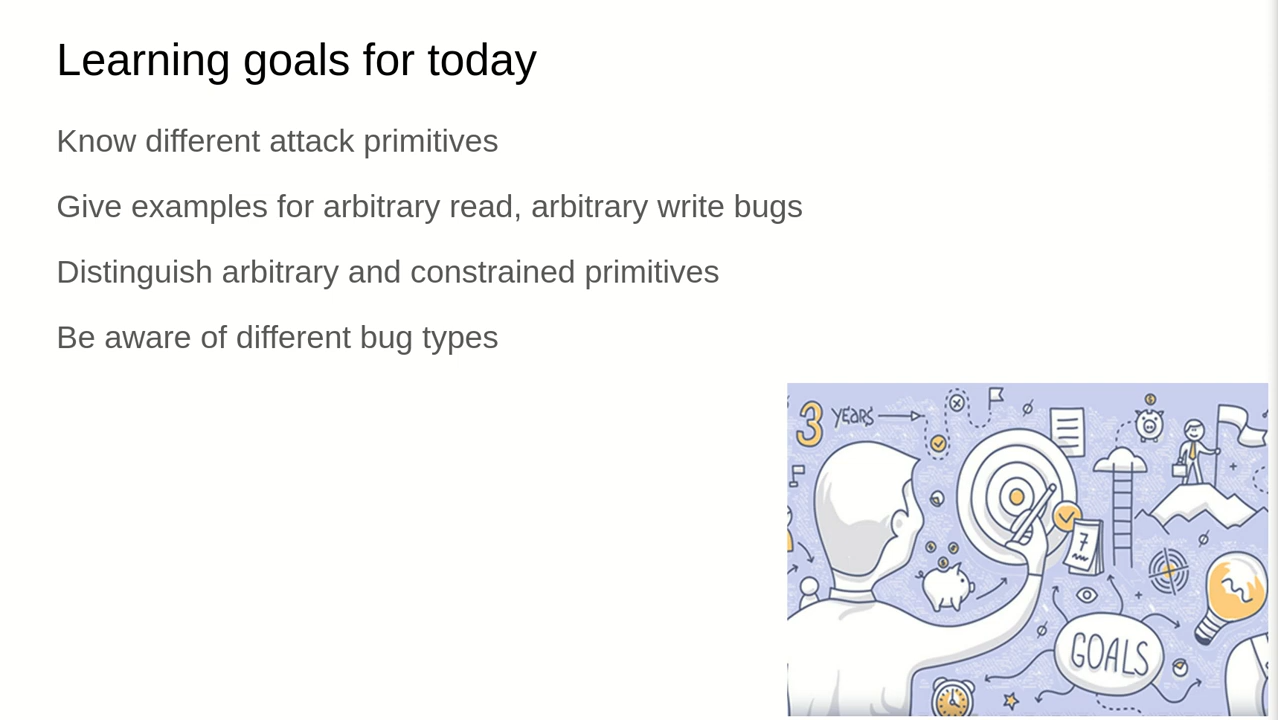 Learning goals for today
Know different attack primitives
Give examples for arbitrary read, arbitrary write bugs
Distinguish arbitrary and constrained primitives
Be aware of different bug types
3 YEARS
7
GOALS